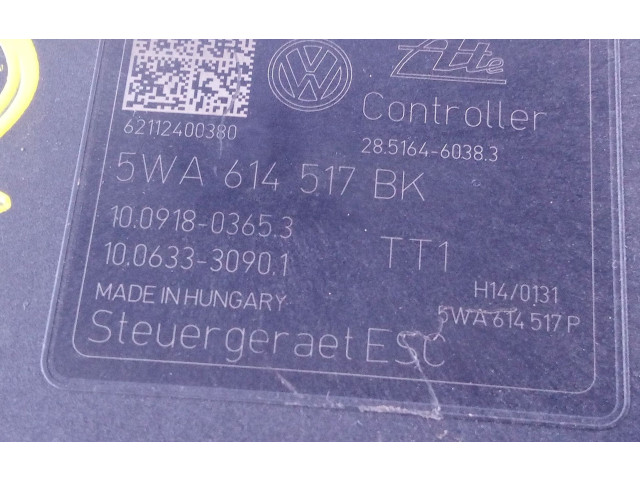 Ate
Controller
62112400380
28.5164-6038.3
5WA 614 517 BK
10.0918-0365.3
10.0633-3090.1
TT1
MADE IN HUNGARY
H14/0131
5WA 614 517 P
Steuergeraet ESC